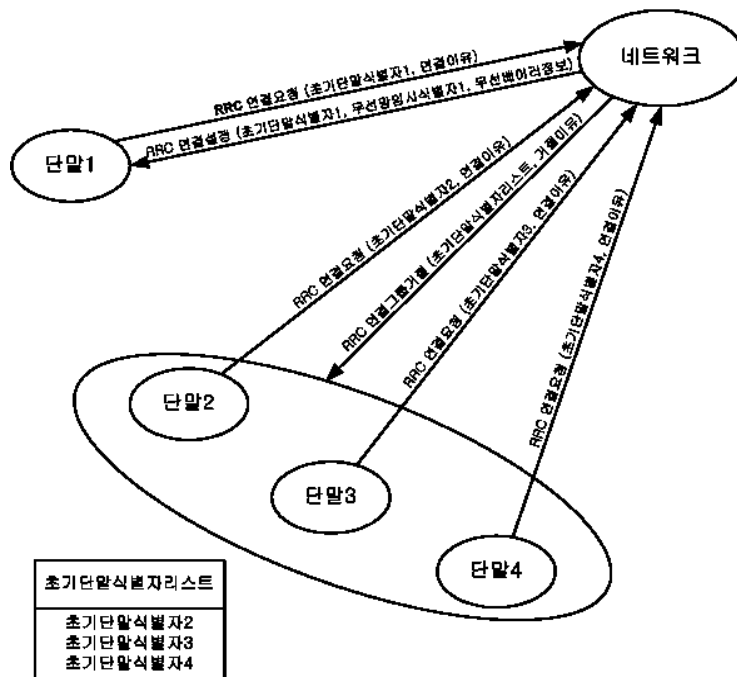 네트워크
RRC 연결요청 (초기단말식별자1, 연결이유)
RRC 연결설정 (초기단말식별자1, 무선망임시식별자1, 무선베어러정보)
단말1
RRC 연결요청 (초기단말식별자2, 연결이유)
RRC 연결그룹거절 (초기단말식별자리스트, 거절이유)
RRC 연결요청 (초기단말식별자3, 연결이유)
RRC 연결요청 (초기단말식별자4, 연결이유)
단말2
단말3
단말4
초기단말식별자리스트
초기단말식별자2
초기단말식별자3
초기단말식별자4